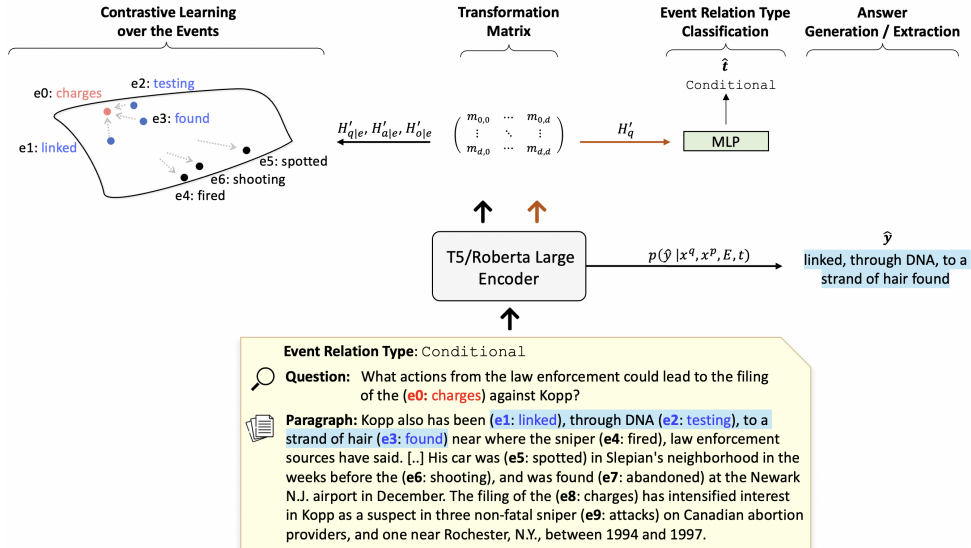 Contrastive Learning
over the Events
Transformation
Matrix
Event Relation Type
Classification
Answer
Generation / Extraction
t̂
Conditional
e2: testing
e0: charges
e3: found
e1: linked
e5: spotted
e6: shooting
e4: fired
H′q|e, H′a|e, H′o|e
m0,0 ⋯ m0,d
⋮ ⋱ ⋮
md,0 ⋯ md,d
H′q
MLP
T5/Roberta Large
Encoder
p(ŷ |x^q, x^p, E, t)
ŷ
linked, through DNA, to a
strand of hair found
Event Relation Type: Conditional
Question: What actions from the law enforcement could lead to the filing
of the (e0: charges) against Kopp?
Paragraph: Kopp also has been (e1: linked), through DNA (e2: testing), to a
strand of hair (e3: found) near where the sniper (e4: fired), law enforcement
sources have said. [..] His car was (e5: spotted) in Slepian's neighborhood in the
weeks before the (e6: shooting), and was found (e7: abandoned) at the Newark
N.J. airport in December. The filing of the (e8: charges) has intensified interest
in Kopp as a suspect in three non-fatal sniper (e9: attacks) on Canadian abortion
providers, and one near Rochester, N.Y., between 1994 and 1997.